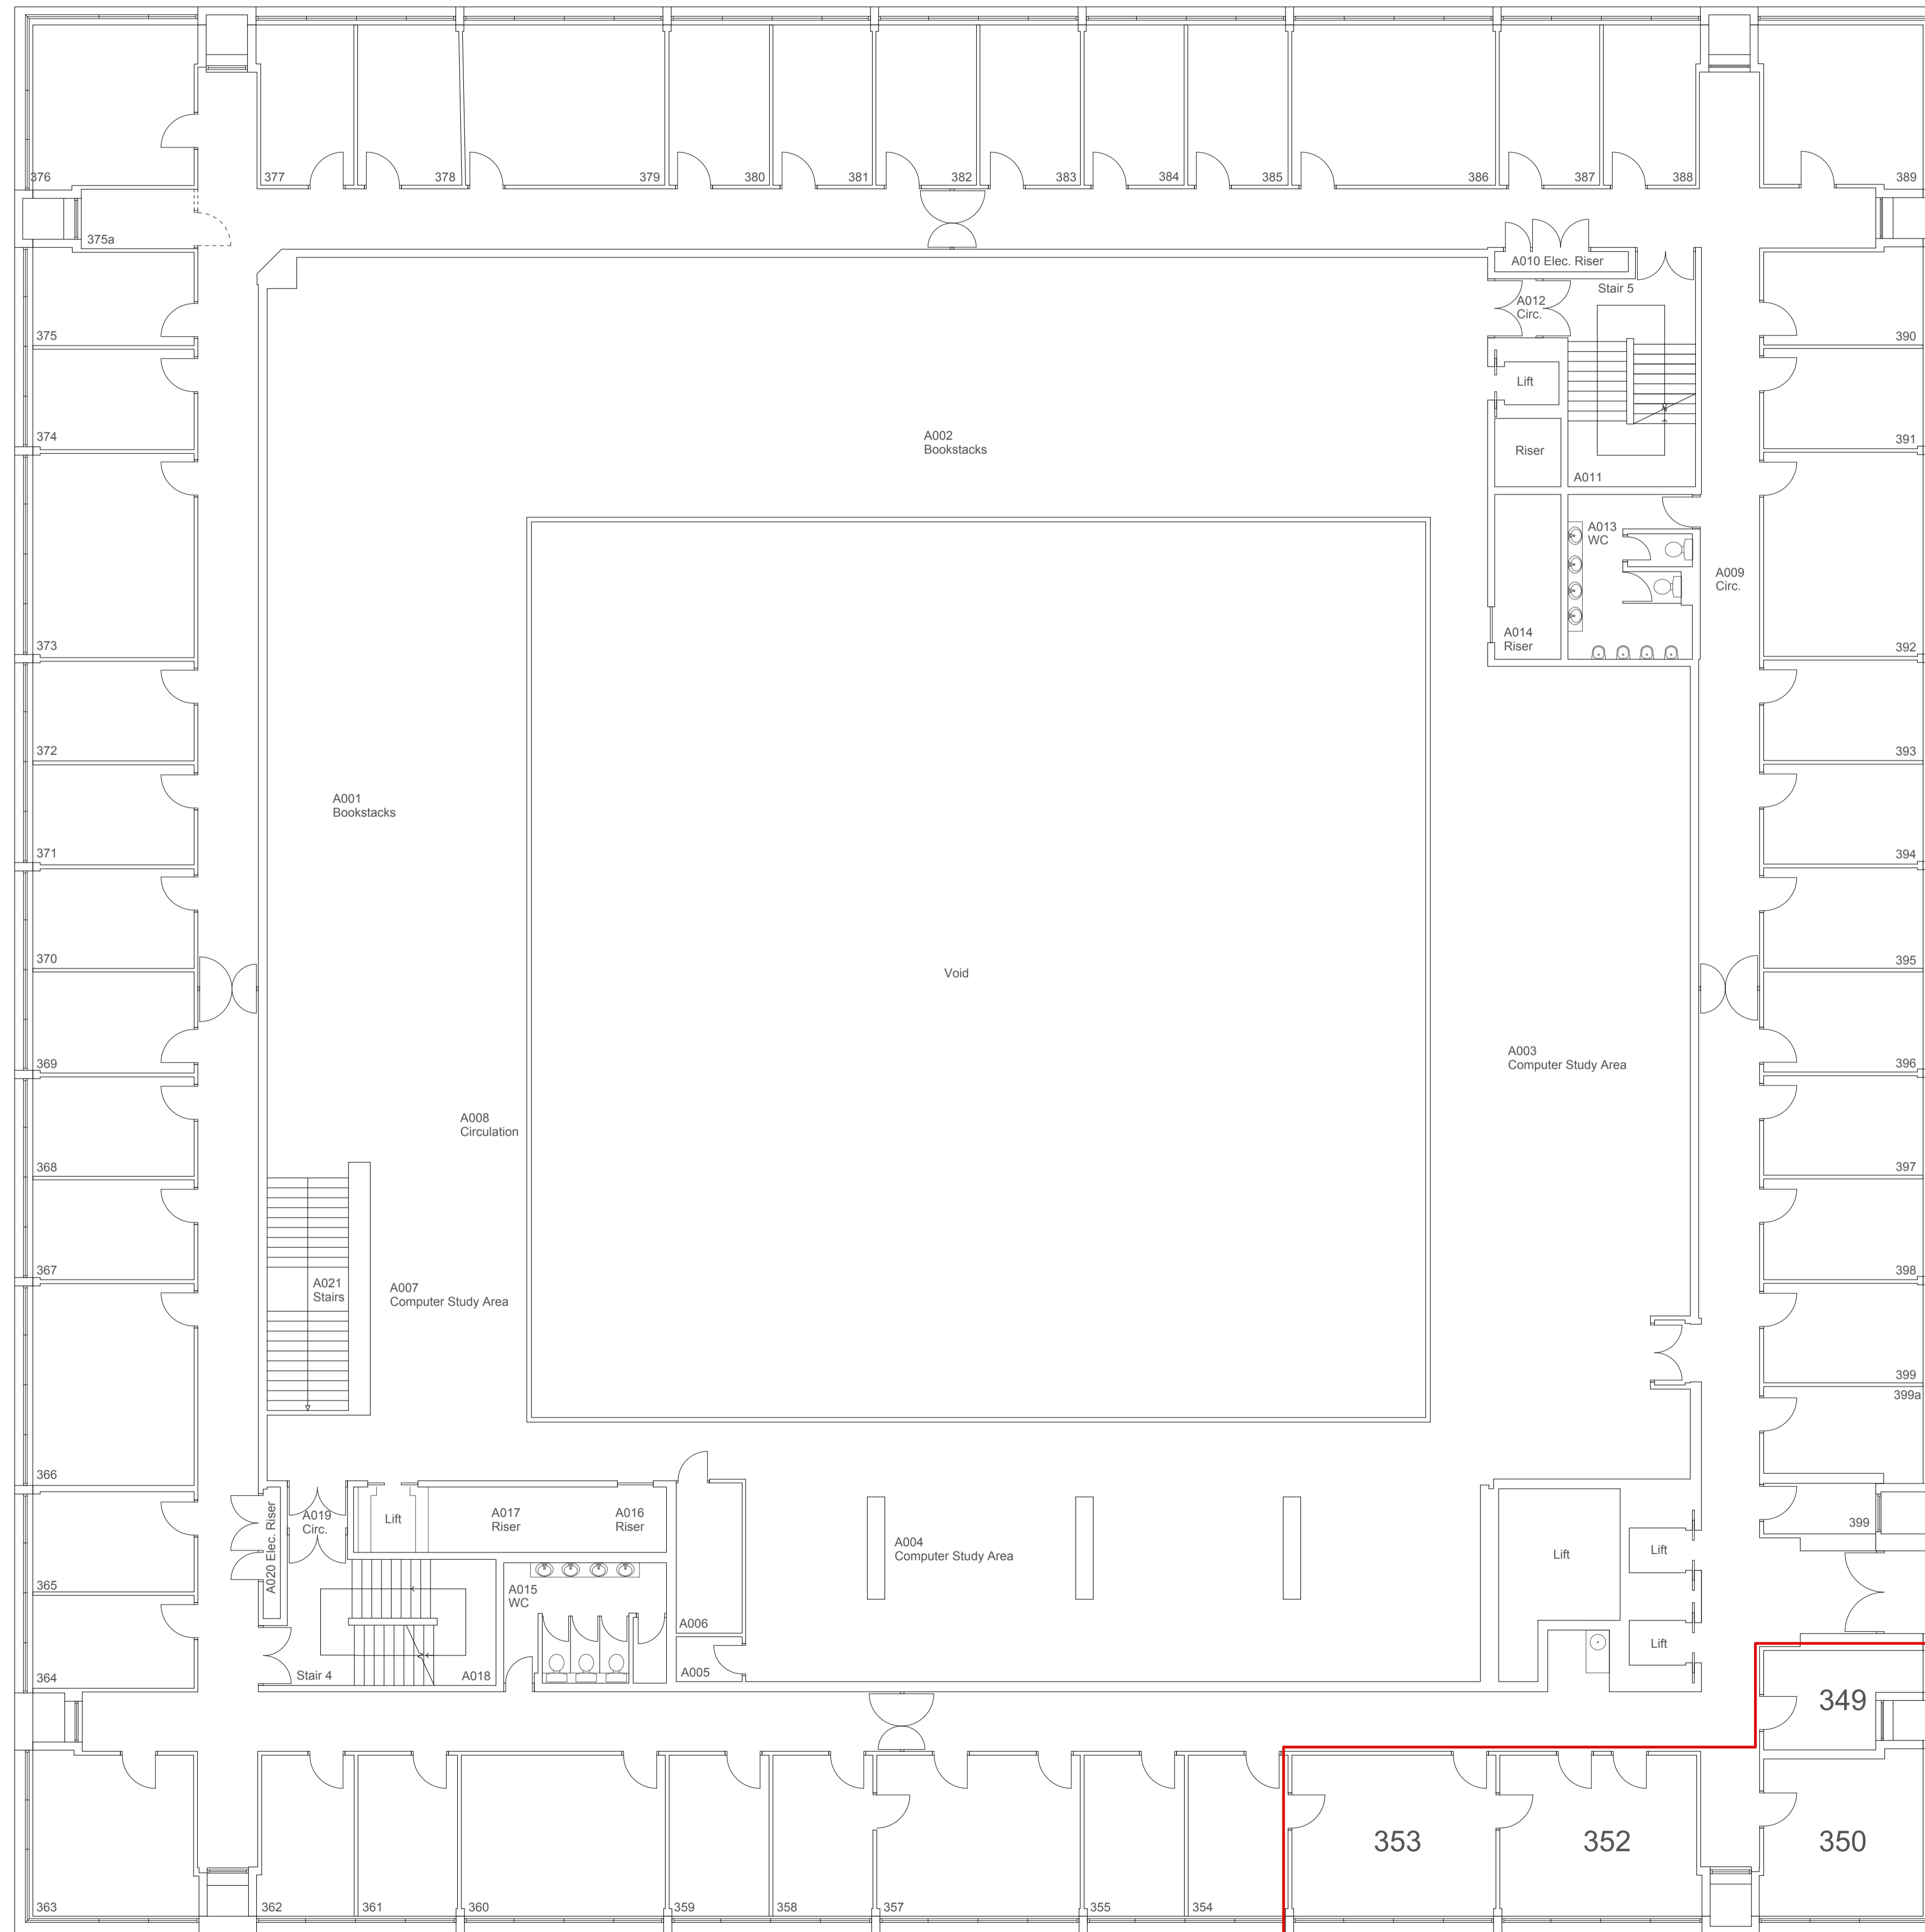 376
377
378
379
380
381
382
383
384
385
386
387
388
389
375a
A010 Elec. Riser
Stair 5
A012
Circ.
375
390
Lift
374
A002
Bookstacks
391
Riser
A011
A013
WC
A009
Circ.
373
A014
Riser
392
372
393
A001
Bookstacks
371
394
370
Void
395
369
A003
Computer Study Area
396
A008
Circulation
368
397
367
A021
Stairs
A007
Computer Study Area
398
399
399a
366
A020 Elec. Riser
A019
Circ.
Lift
A017
Riser
A016
Riser
399
A004
Computer Study Area
Lift
Lift
365
A015
WC
A006
Lift
364
Stair 4
A018
A005
349
353
352
350
363
362
361
360
359
358
357
355
354